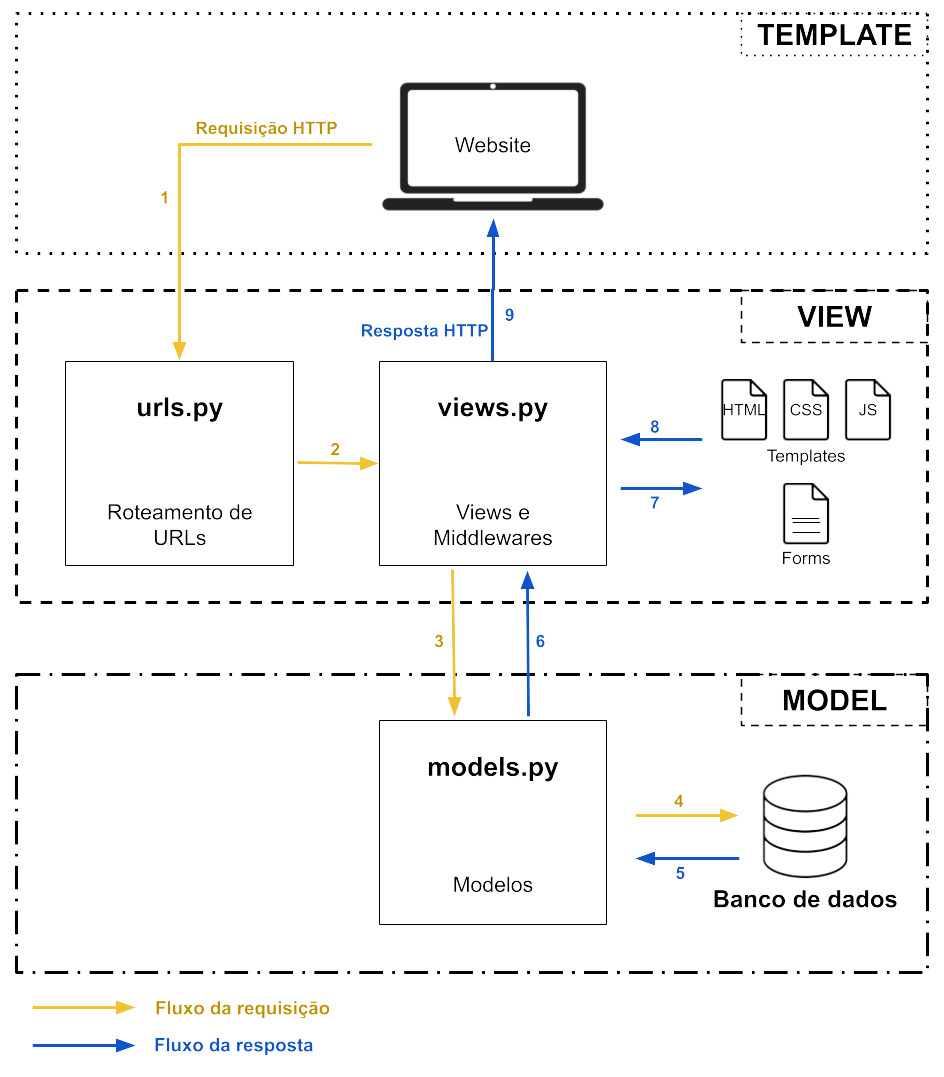 TEMPLATE
Requisição HTTP
Website
1
VIEW
9
Resposta HTTP
urls.py
views.py
HTML
CSS
JS
8
Templates
2
7
Roteamento de
URLs
Views e
Middlewares
Forms
3
6
MODEL
models.py
4
5
Modelos
Banco de dados
Fluxo da requisição
Fluxo da resposta